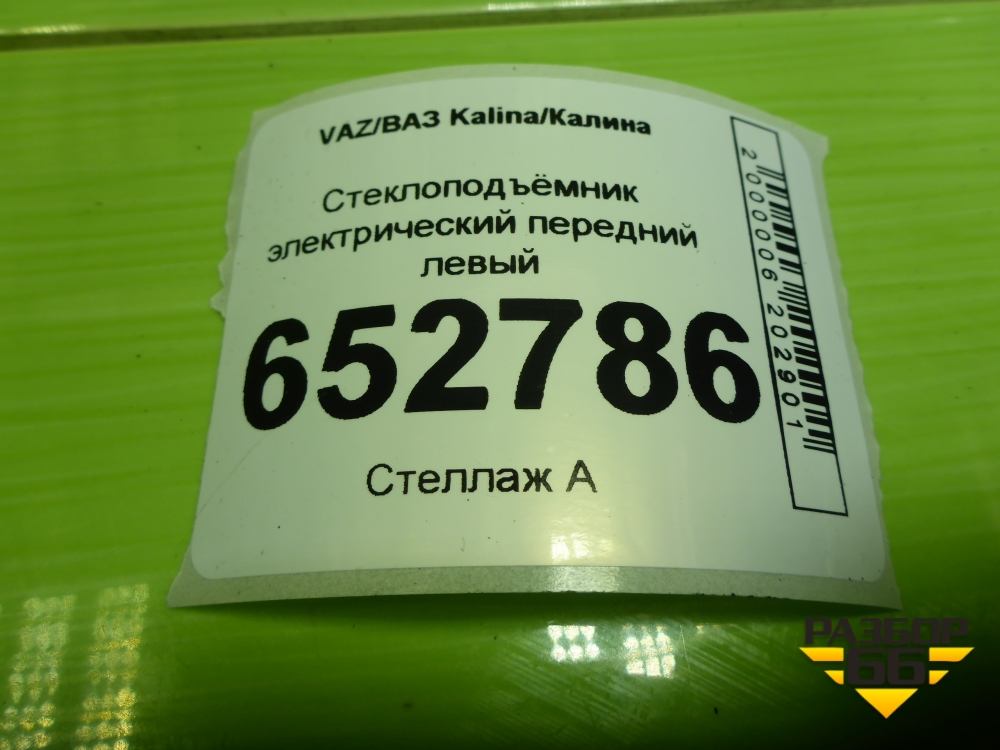 VAZ/ВАЗ Kalina/Калина
Стеклоподъёмник
электрический передний
левый
652786
Стеллаж А
2000006202901
РАЗБОР
66